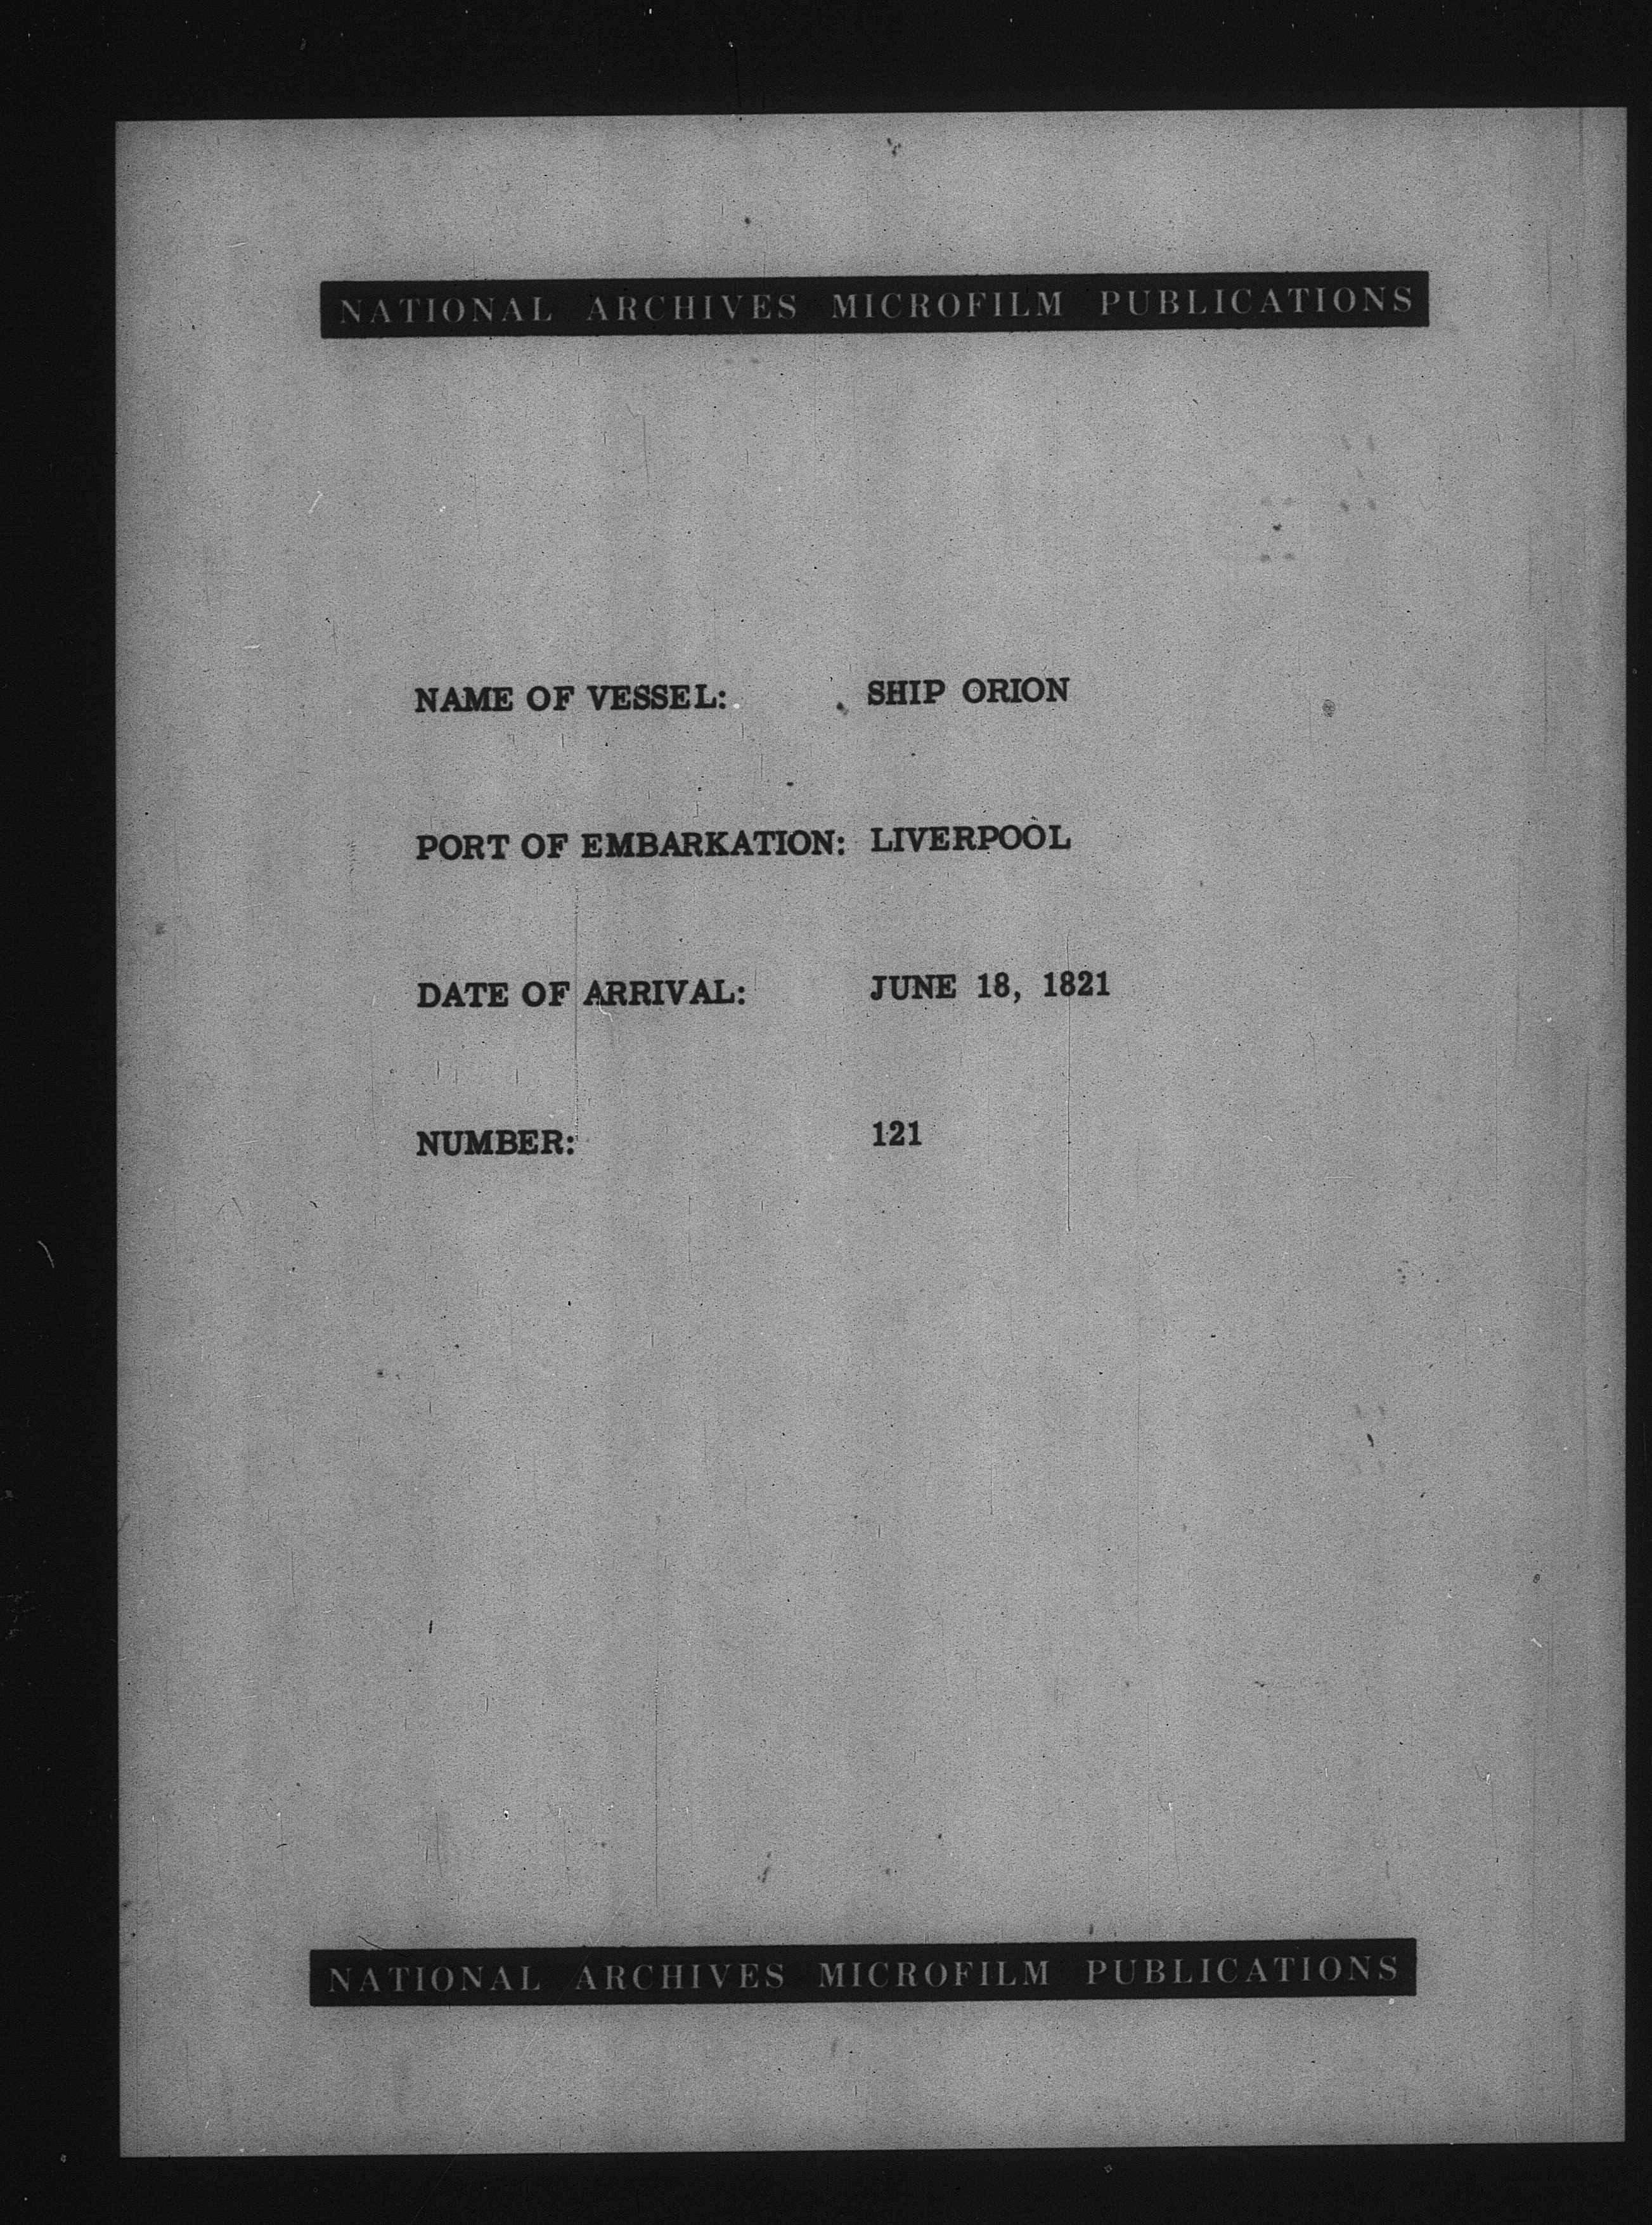 NATIONAL ARCHIVES MICROFILM PUBLICATIONS
NAME OF VESSEL: SHIP ORION
PORT OF EMBARKATION: LIVERPOOL
DATE OF ARRIVAL: JUNE 18, 1821
NUMBER: 121
NATIONAL ARCHIVES MICROFILM PUBLICATIONS